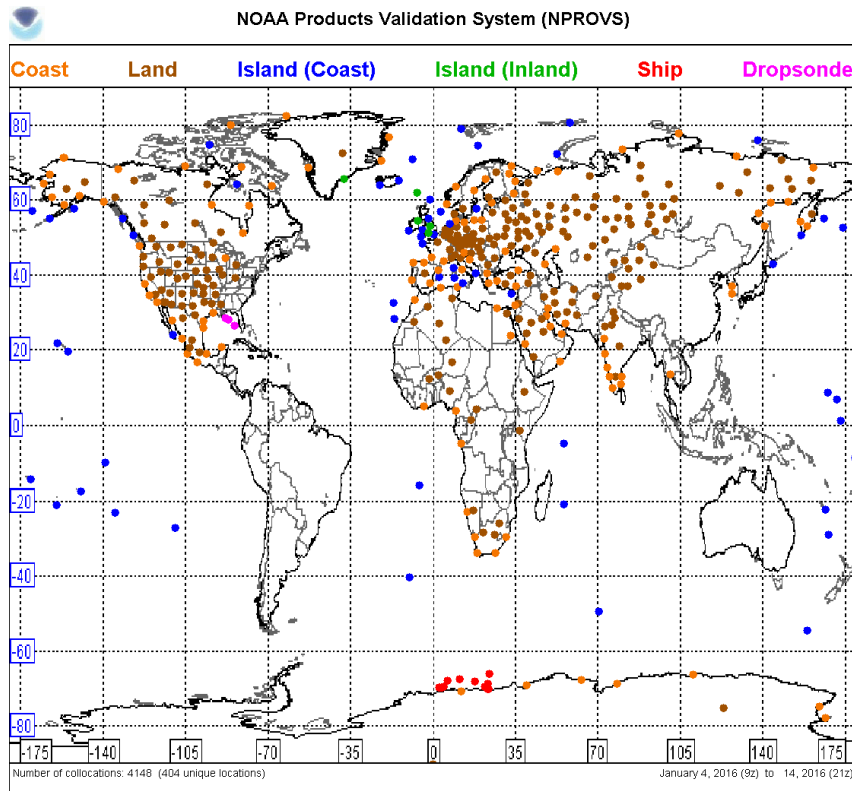 NOAA Products Validation System (NPROVS)
Coast Land Island (Coast) Island (Inland) Ship Dropsonde
80
60
40
20
0
-20
-40
-60
-80
-175 -140 -105 -70 -35 0 35 70 105 140 175
Number of collocations: 4148 (404 unique locations) January 4, 2016 (9z) to 14, 2016 (21z)